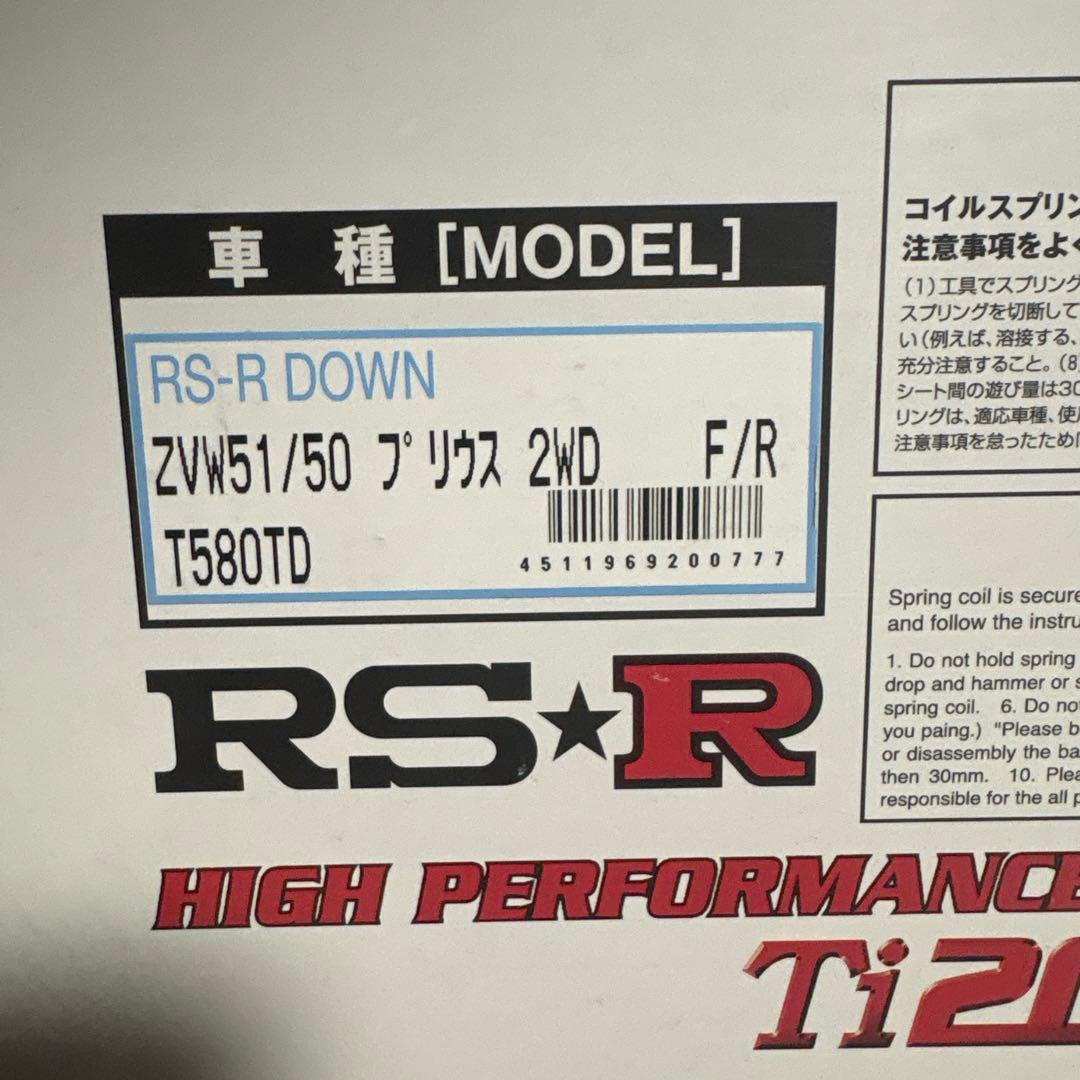 車 種 [MODEL]
RS-R DOWN
ZVW51/50 プリウス 2WD F/R
T580TD
4511969200777
RS★R
HIGH PERFORMANCE
Ti20
コイルスプリン
注意事項をよく
(1)工具でスプリング
スプリングを切断して
い(例えば、溶接する、
充分注意すること。(8)
シート間の遊び量は30
リングは、適応車種、使
注意事項を怠ったため
Spring coil is secure
and follow the instru
1. Do not hold spring
drop and hammer or s
spring coil. 6. Do not
you paing.) "Please b
or disassembly the ba
then 30mm. 10. Plea
responsible for the all p